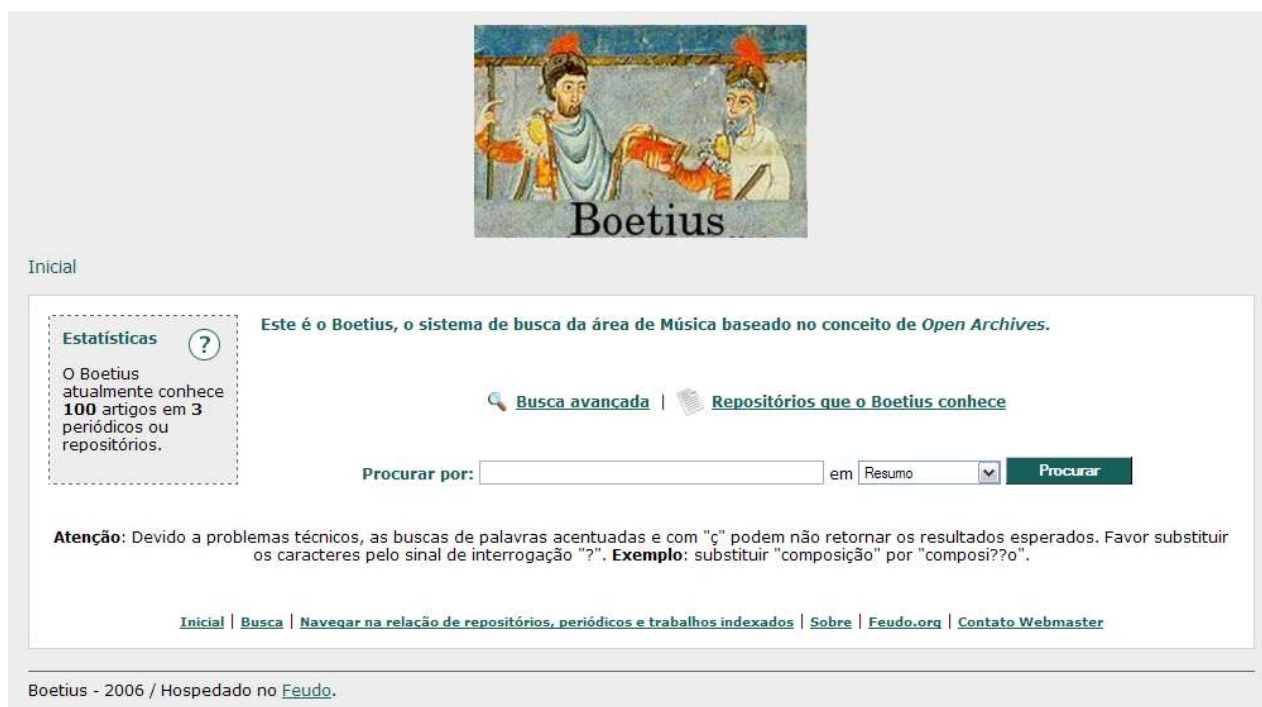 Boetius
Inicial
Estatísticas
?
O Boetius
atualmente conhece
100 artigos em 3
periódicos ou
repositórios.
Este é o Boetius, o sistema de busca da área de Música baseado no conceito de Open Archives.
Busca avançada | Repositórios que o Boetius conhece
Procurar por: em Resumo Procurar
Atenção: Devido a problemas técnicos, as buscas de palavras acentuadas e com "ç" podem não retornar os resultados esperados. Favor substituir
os caracteres pelo sinal de interrogação "?". Exemplo: substituir "composição" por "composi??o".
Inicial | Busca | Navegar na relação de repositórios, periódicos e trabalhos indexados | Sobre | Feudo.org | Contato Webmaster
Boetius - 2006 / Hospedado no Feudo.